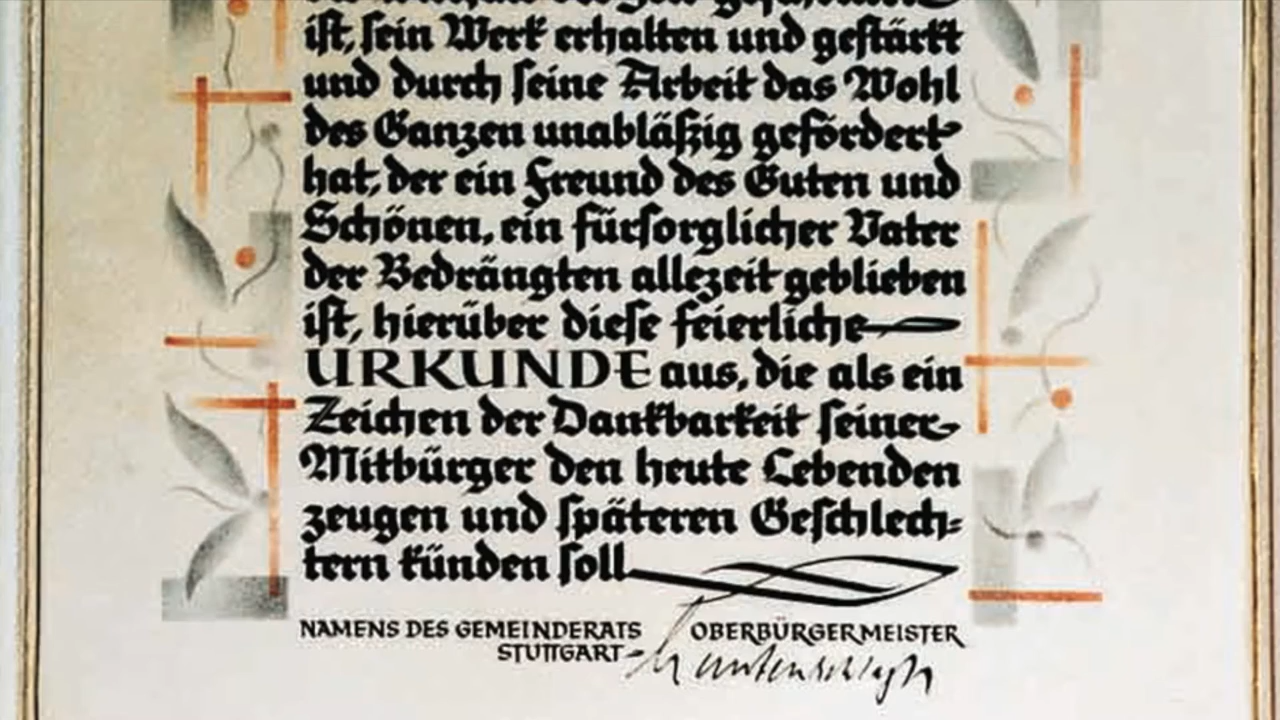 ist, sein Werk erhalten und gestärkt
und durch seine Arbeit das Wohl
des Ganzen unabläßig gefördert
hat, der ein Freund des Guten und
Schönen, ein fürsorglicher Vater
der Bedrängten allezeit geblieben
ist, hierüber diese feierliche
URKUNDE aus, die als ein
Zeichen der Dankbarkeit seiner
Mitbürger den heute Lebenden
zeugen und späteren Geschlech=
tern künden soll.
NAMENS DES GEMEINDERATS OBERBÜRGERMEISTER
STUTTGART
Lautenschlager